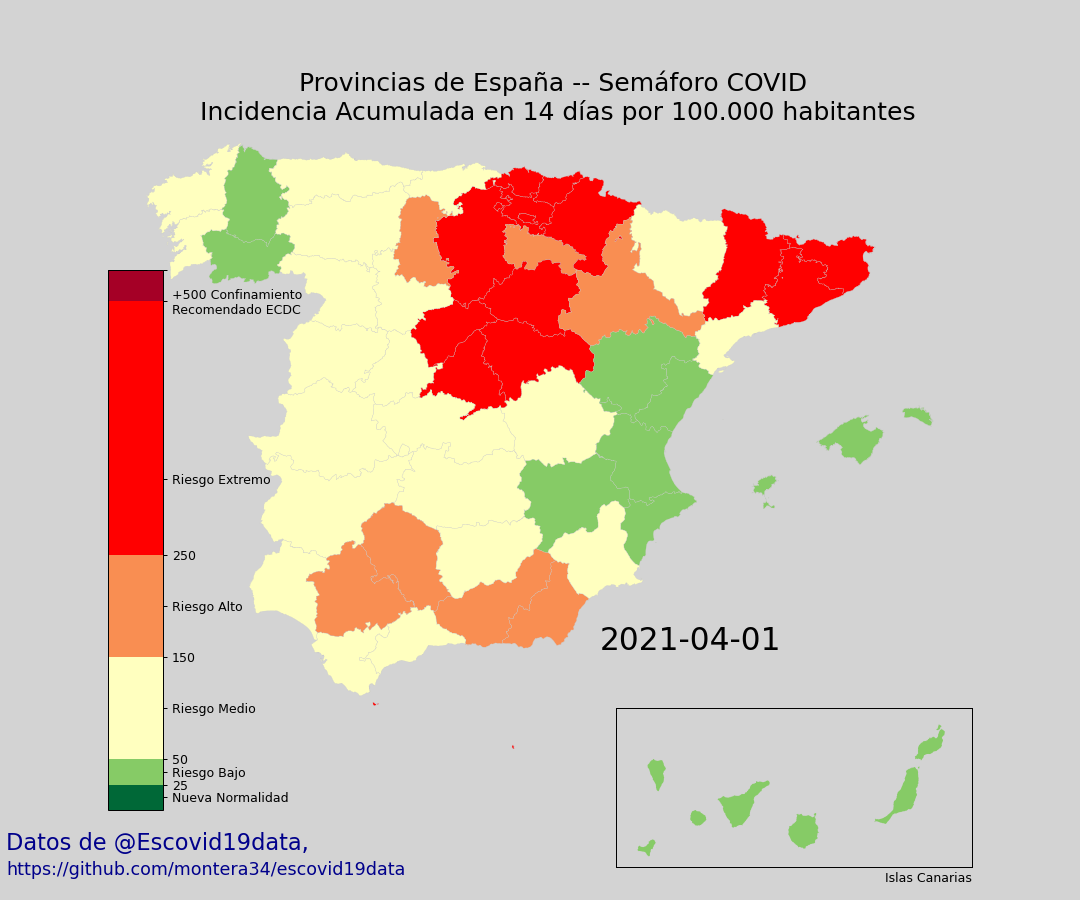 Provincias de España -- Semáforo COVID
Incidencia Acumulada en 14 días por 100.000 habitantes
+500 Confinamiento
Recomendado ECDC
Riesgo Extremo
250
Riesgo Alto
150
Riesgo Medio
50
Riesgo Bajo
25
Nueva Normalidad
2021-04-01
Datos de @Escovid19data,
https://github.com/montera34/escovid19data
Islas Canarias